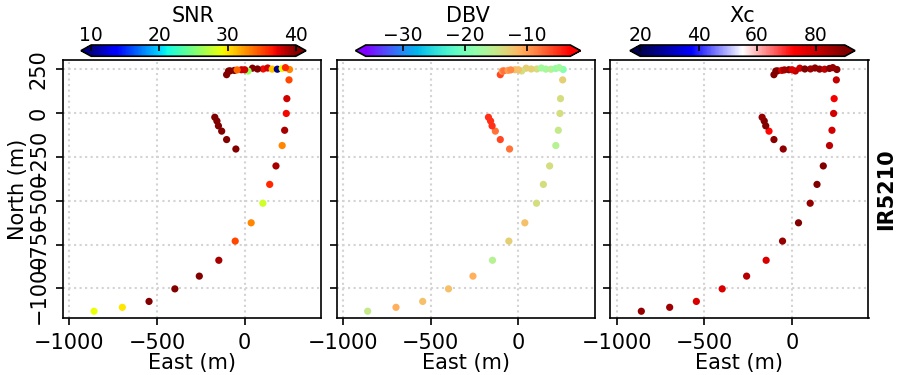 SNR DBV Xc
10 20 30 40 −30 −20 −10 20 40 60 80
250
0
−250
−500
−750
−1000
North (m)
IR5210
−1000 −500 0 −1000 −500 0 −1000 −500 0
East (m) East (m) East (m)